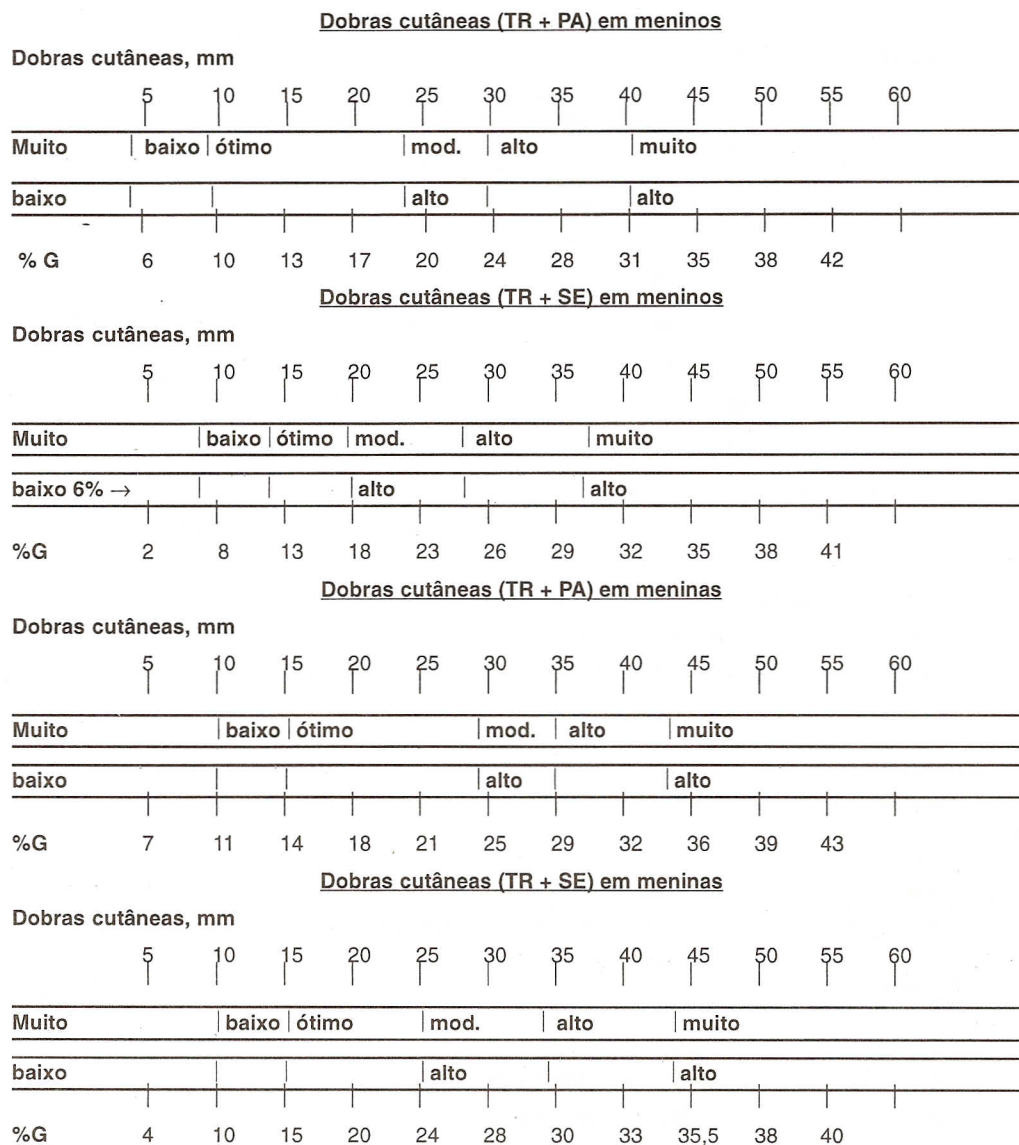 Dobras cutâneas (TR + PA) em meninos
Dobras cutâneas, mm
5 10 15 20 25 30 35 40 45 50 55 60
Muito baixo ótimo mod. alto muito
baixo alto alto
% G 6 10 13 17 20 24 28 31 35 38 42
Dobras cutâneas (TR + SE) em meninos
Dobras cutâneas, mm
5 10 15 20 25 30 35 40 45 50 55 60
Muito baixo ótimo mod. alto muito
baixo 6% → alto alto
%G 2 8 13 18 23 26 29 32 35 38 41
Dobras cutâneas (TR + PA) em meninas
Dobras cutâneas, mm
5 10 15 20 25 30 35 40 45 50 55 60
Muito baixo ótimo mod. alto muito
baixo alto alto
%G 7 11 14 18 21 25 29 32 36 39 43
Dobras cutâneas (TR + SE) em meninas
Dobras cutâneas, mm
5 10 15 20 25 30 35 40 45 50 55 60
Muito baixo ótimo mod. alto muito
baixo alto alto
%G 4 10 15 20 24 28 30 33 35,5 38 40